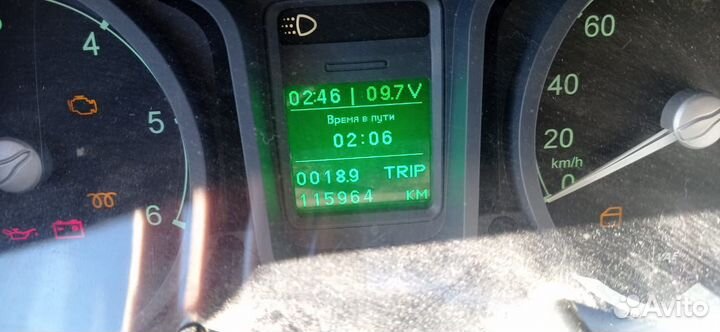 4
5
6
02:46 | 09.7V
Время в пути
02:06
0018.9 TRIP
115964 КМ
60
40
20
km/h
0
Avito